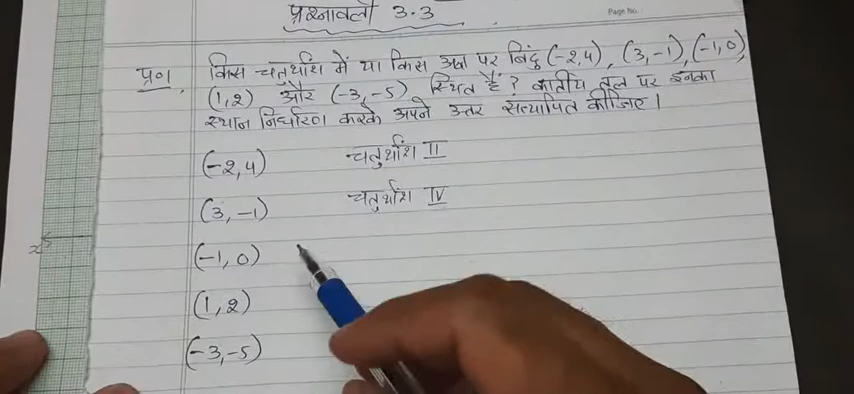 प्रश्नावली 3.3
Page No.
प्र०1. किस चतुर्थांश में या किस अक्ष पर बिंदु (-2,4), (3,-1), (-1,0),
(1,2) और (-3,-5) स्थित हैं? कार्तीय तल पर इनका
स्थान निर्धारण करके अपने उत्तर सत्यापित कीजिए।
(-2,4) चतुर्थांश II
(3,-1) चतुर्थांश IV
(-1,0)
(1,2)
(-3,-5)